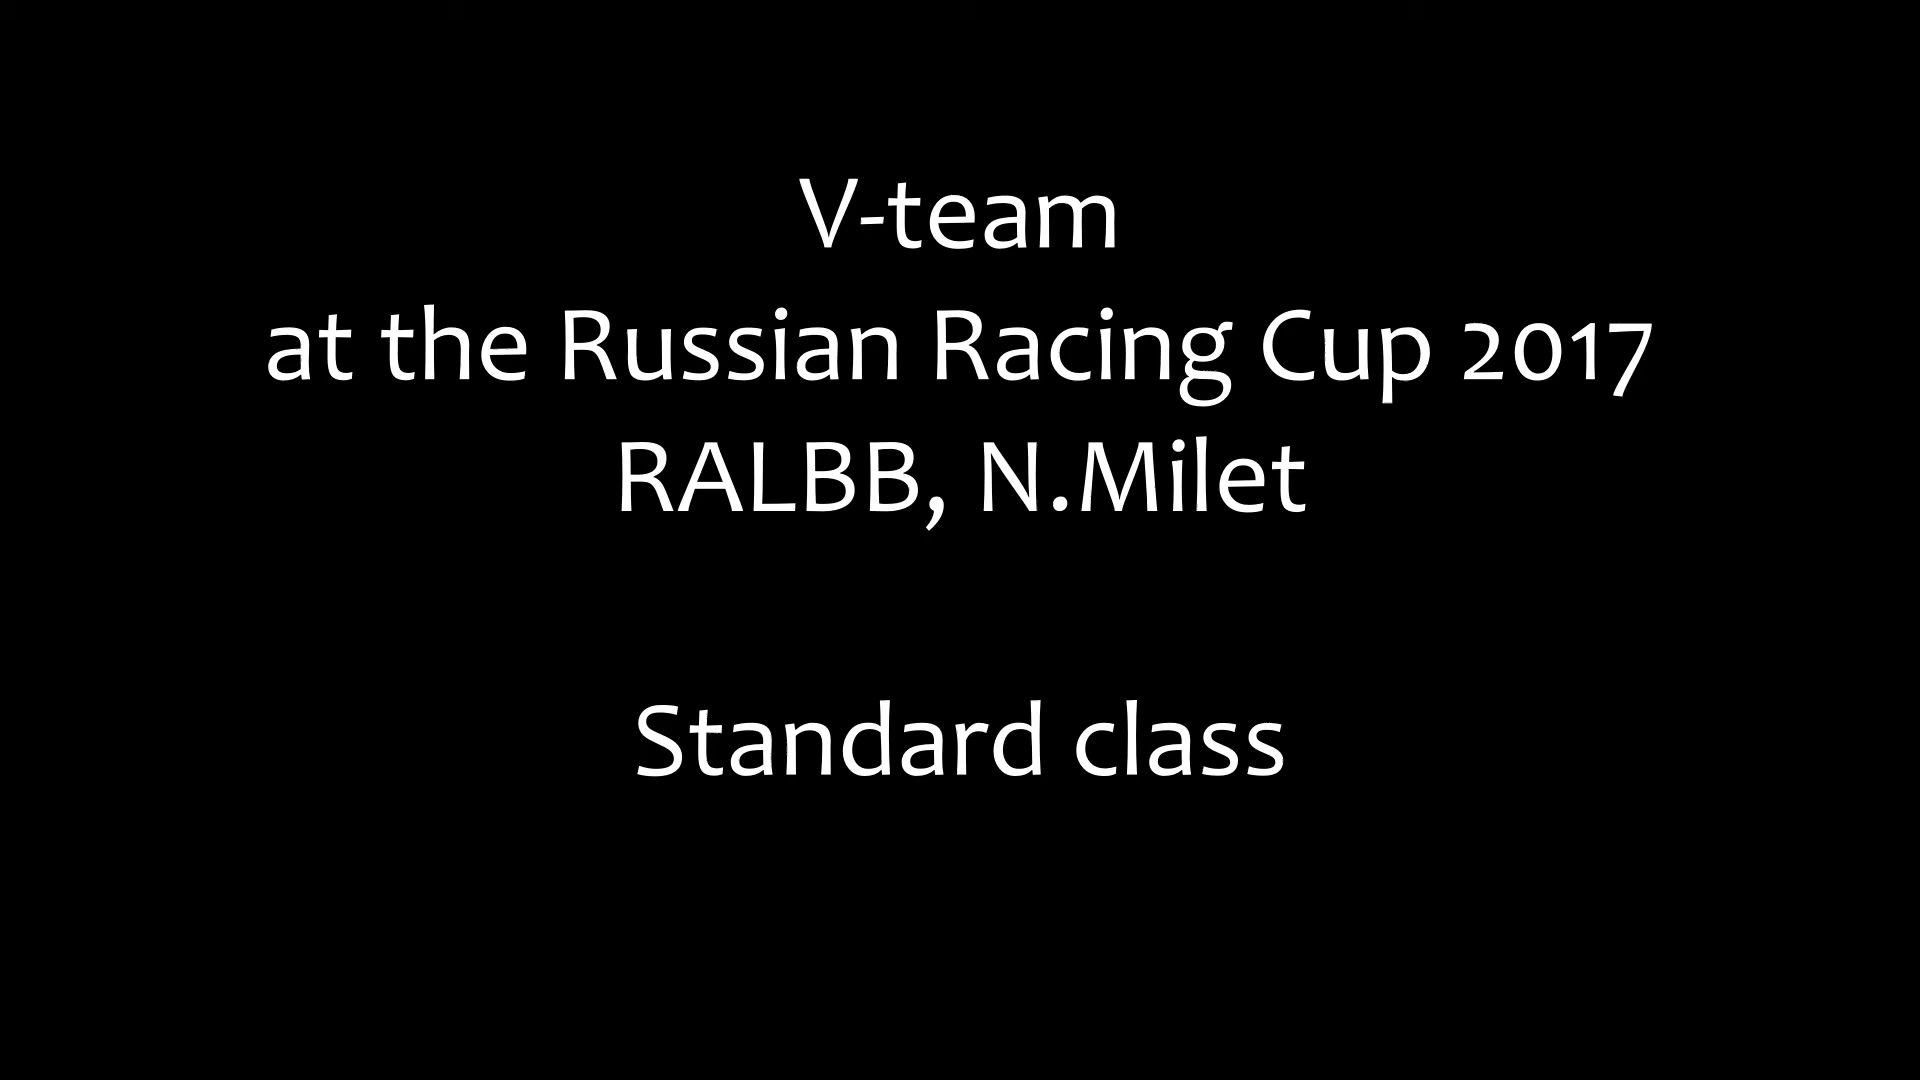 V-team
at the Russian Racing Cup 2017
RALBB, N.Milet
Standard class